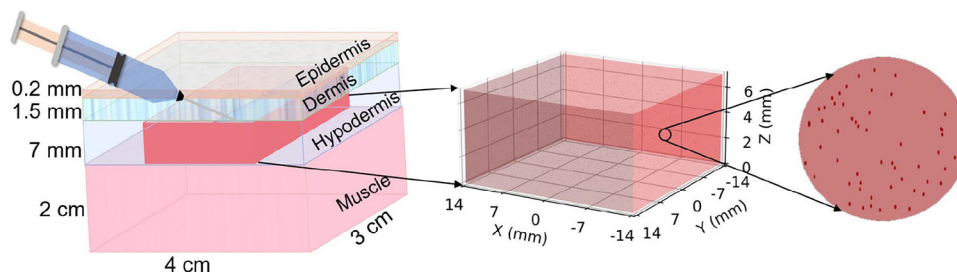 0.2 mm
1.5 mm
7 mm
2 cm
4 cm
3 cm
Epidermis
Dermis
Hypodermis
Muscle
14
7
0
-7
-14
X (mm)
14
7
0
-7
-14
Y (mm)
0
2
4
6
Z (mm)